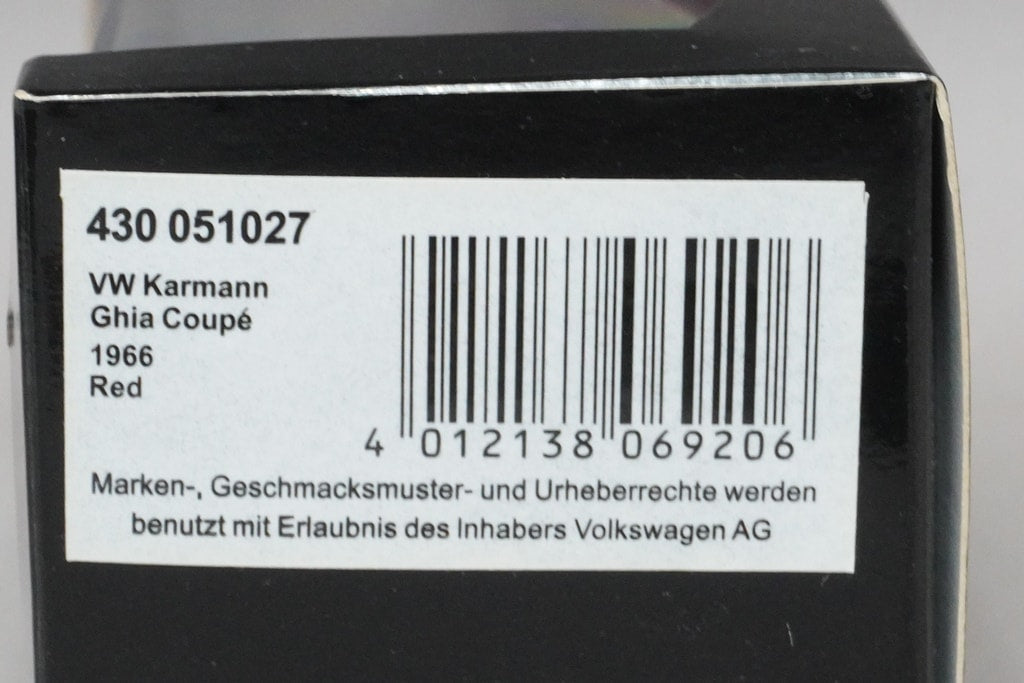 430 051027
VW Karmann
Ghia Coupé
1966
Red
4 012138 069206
Marken-, Geschmacksmuster- und Urheberrechte werden
benutzt mit Erlaubnis des Inhabers Volkswagen AG